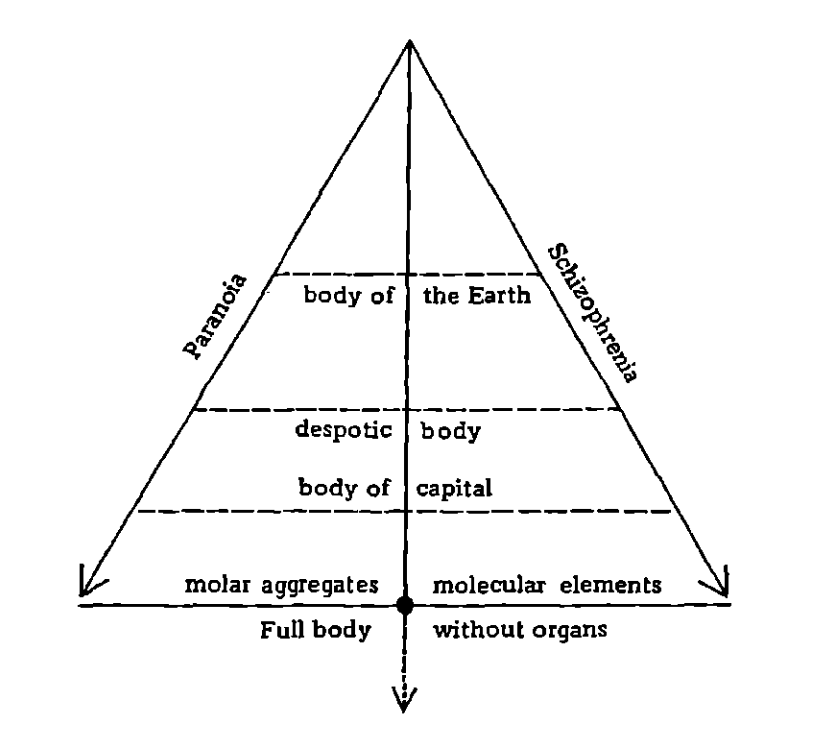 Paranoia
Schizophrenia
body of the Earth
despotic body
body of capital
molar aggregates molecular elements
Full body without organs